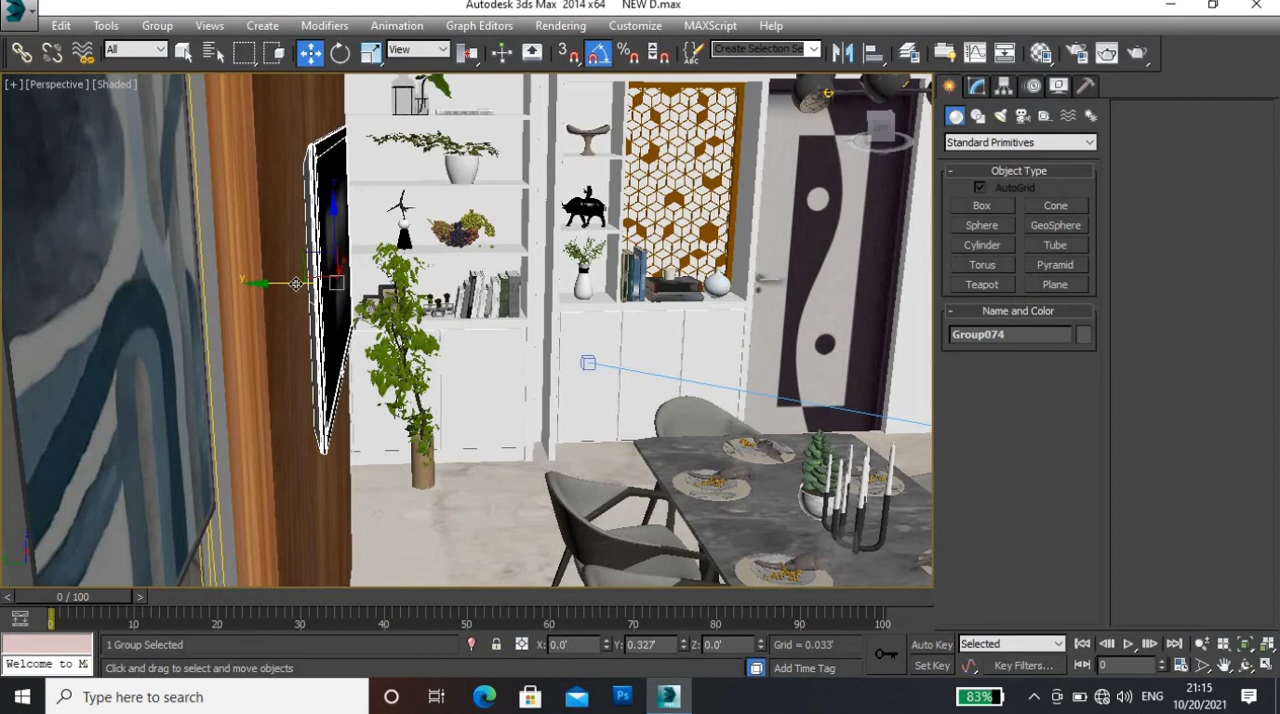 Autodesk 3ds Max 2014 x64 NEW D.max
Edit Tools Group Views Create Modifiers Animation Graph Editors Rendering Customize MAXScript Help
All View 3 Create Selection Se
[+] [Perspective] [Shaded]
Standard Primitives
- Object Type
AutoGrid
Box Cone
Sphere GeoSphere
Cylinder Tube
Torus Pyramid
Teapot Plane
- Name and Color
Group074
y
< 0 / 100 >
0 10 20 30 40 50 60 70 80 90 100
1 Group Selected X: 0.0' Y: 0.327' Z: 0.0' Grid = 0.033' Auto Key Selected
Welcome to M Click and drag to select and move objects Add Time Tag Set Key Key Filters... 0
Type here to search Ps 83% ENG 21:15
10/20/2021